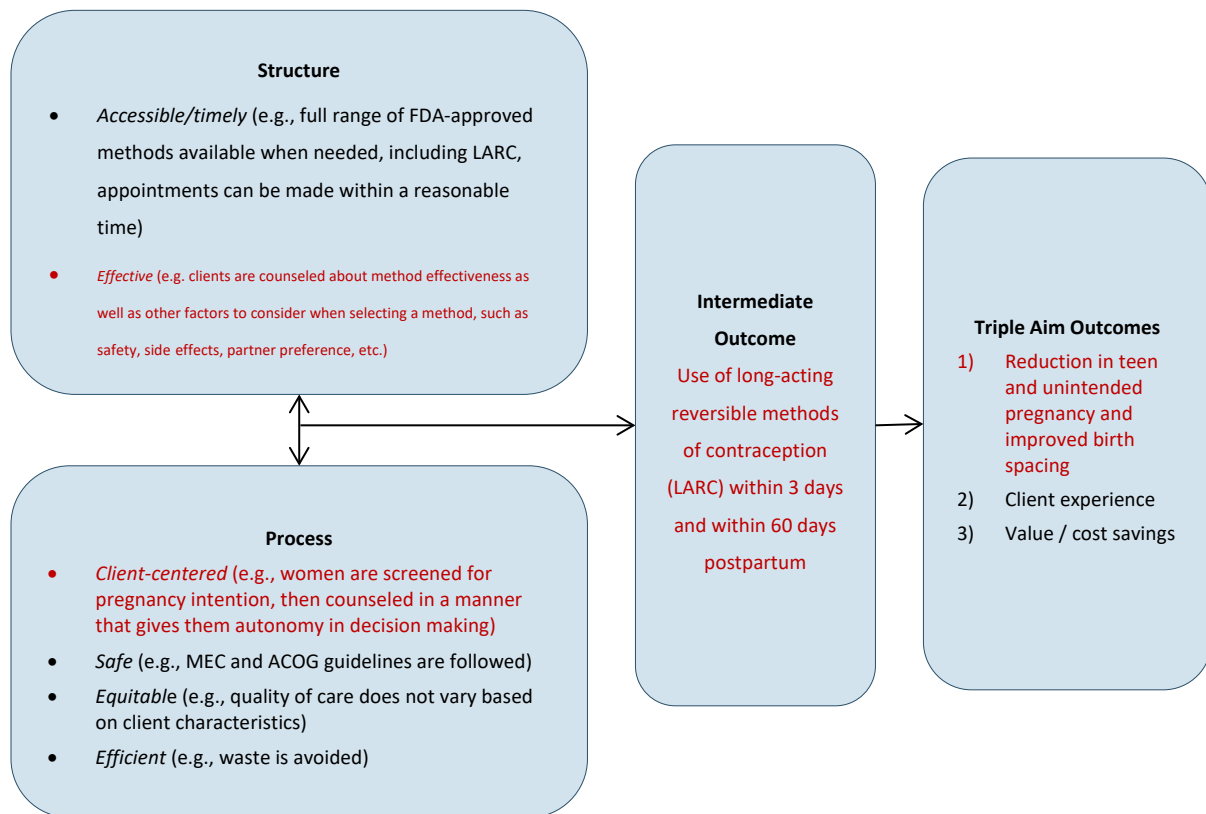 Structure
• Accessible/timely (e.g., full range of FDA-approved
methods available when needed, including LARC,
appointments can be made within a reasonable
time)
• Effective (e.g. clients are counseled about method effectiveness as
well as other factors to consider when selecting a method, such as
safety, side effects, partner preference, etc.)
Process
• Client-centered (e.g., women are screened for
pregnancy intention, then counseled in a manner
that gives them autonomy in decision making)
• Safe (e.g., MEC and ACOG guidelines are followed)
• Equitable (e.g., quality of care does not vary based
on client characteristics)
• Efficient (e.g., waste is avoided)
Intermediate
Outcome
Use of long-acting
reversible methods
of contraception
(LARC) within 3 days
and within 60 days
postpartum
Triple Aim Outcomes
1) Reduction in teen
and unintended
pregnancy and
improved birth
spacing
2) Client experience
3) Value / cost savings